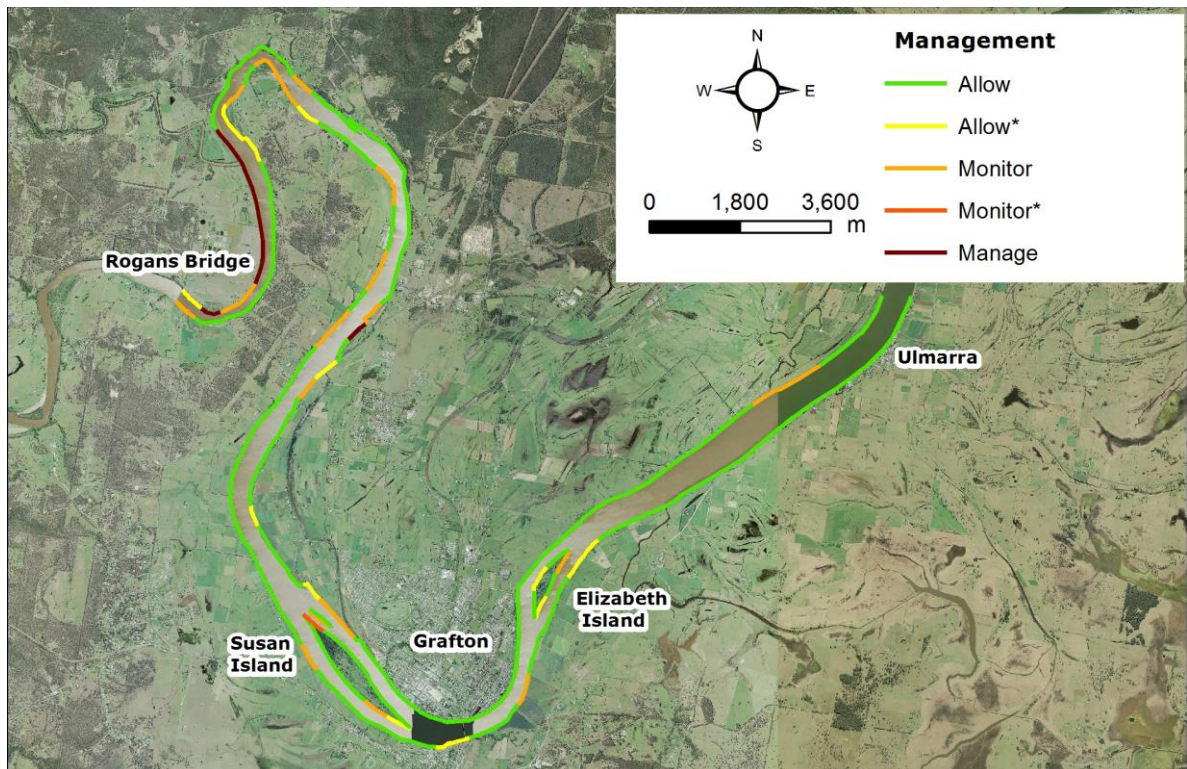 Management
N
W E
S
Allow
Allow*
Monitor
Monitor*
Manage
0 1,800 3,600
m
Rogans Bridge
Ulmarra
Elizabeth
Island
Grafton
Susan
Island